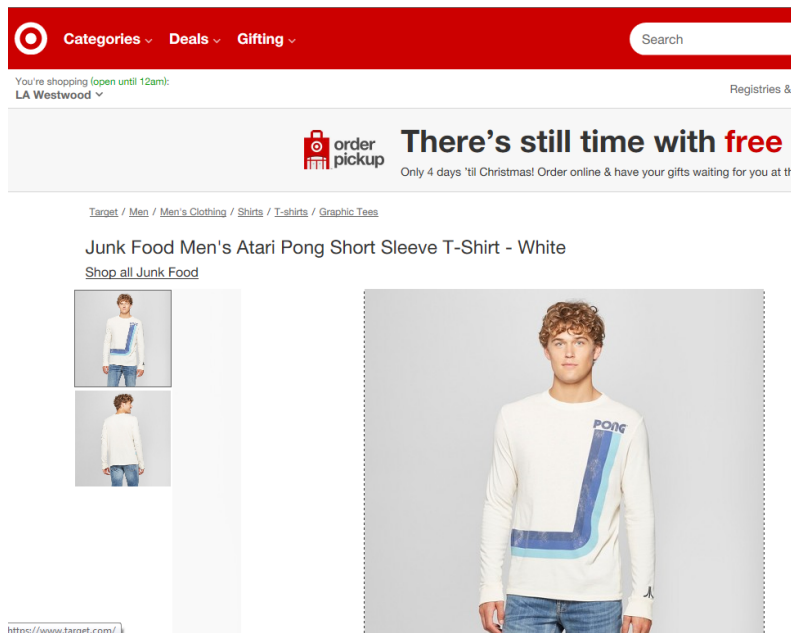 Categories Deals Gifting Search
You're shopping (open until 12am):
LA Westwood
Registries &
order
pickup
There's still time with free
Only 4 days 'til Christmas! Order online & have your gifts waiting for you at th
Target / Men / Men's Clothing / Shirts / T-shirts / Graphic Tees
Junk Food Men's Atari Pong Short Sleeve T-Shirt - White
Shop all Junk Food
PONG
https://www.target.com/